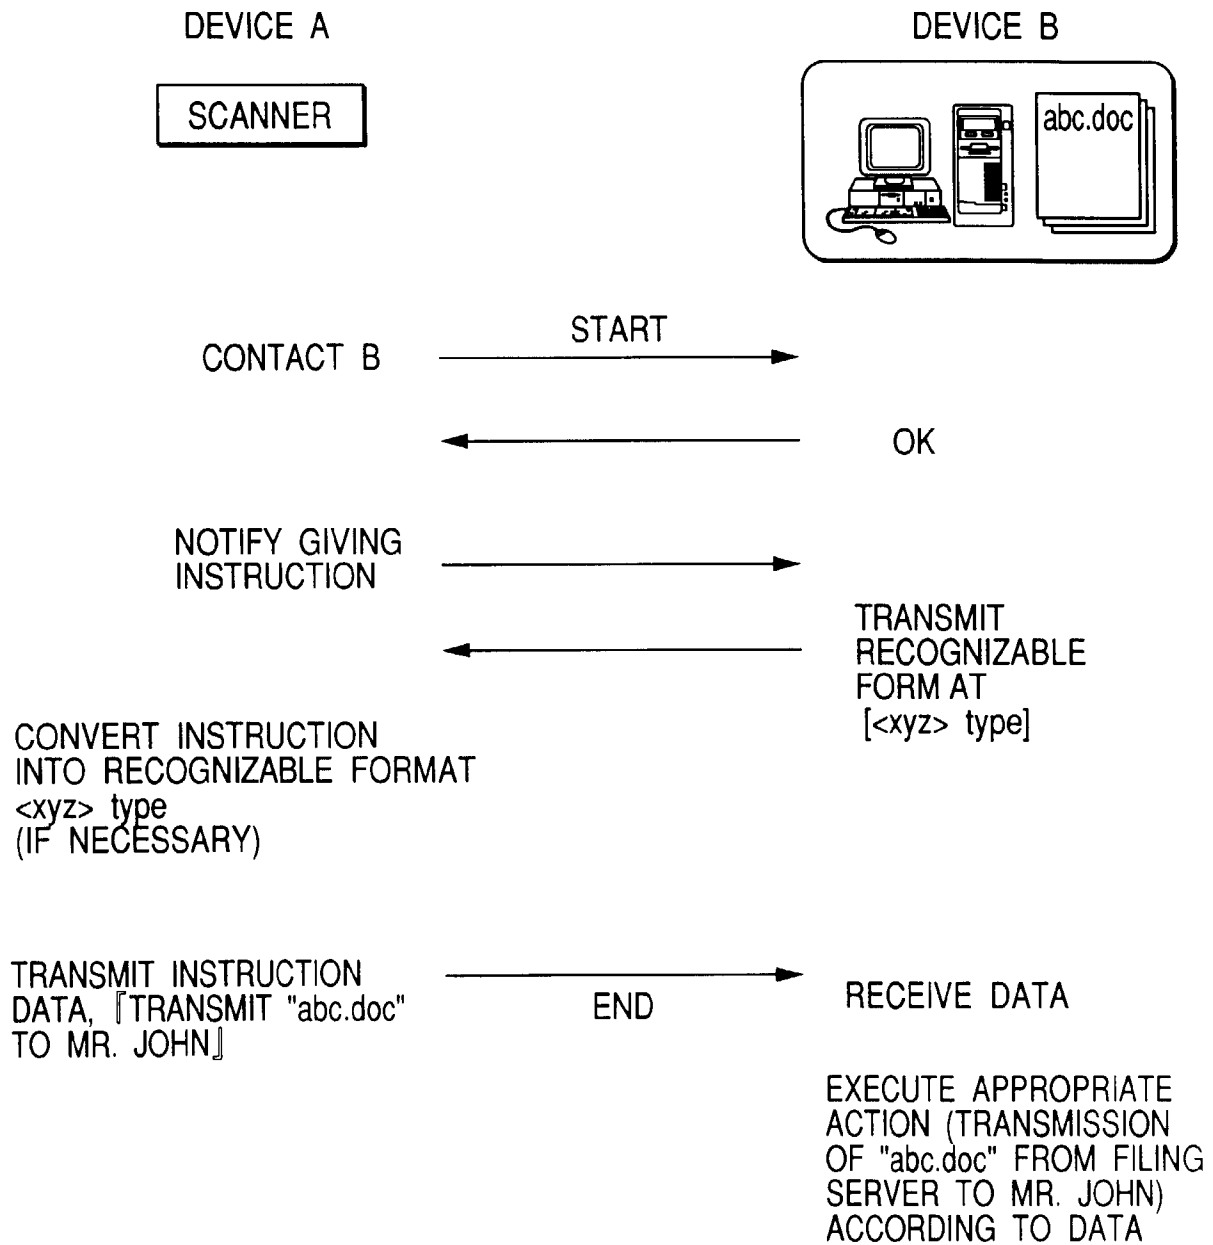 DEVICE A
DEVICE B
SCANNER
abc.doc
START
CONTACT B
OK
NOTIFY GIVING
INSTRUCTION
TRANSMIT
RECOGNIZABLE
FORM AT
[<xyz> type]
CONVERT INSTRUCTION
INTO RECOGNIZABLE FORMAT
<xyz> type
(IF NECESSARY)
TRANSMIT INSTRUCTION
DATA, 『TRANSMIT "abc.doc"
TO MR. JOHN』
END
RECEIVE DATA
EXECUTE APPROPRIATE
ACTION (TRANSMISSION
OF "abc.doc" FROM FILING
SERVER TO MR. JOHN)
ACCORDING TO DATA